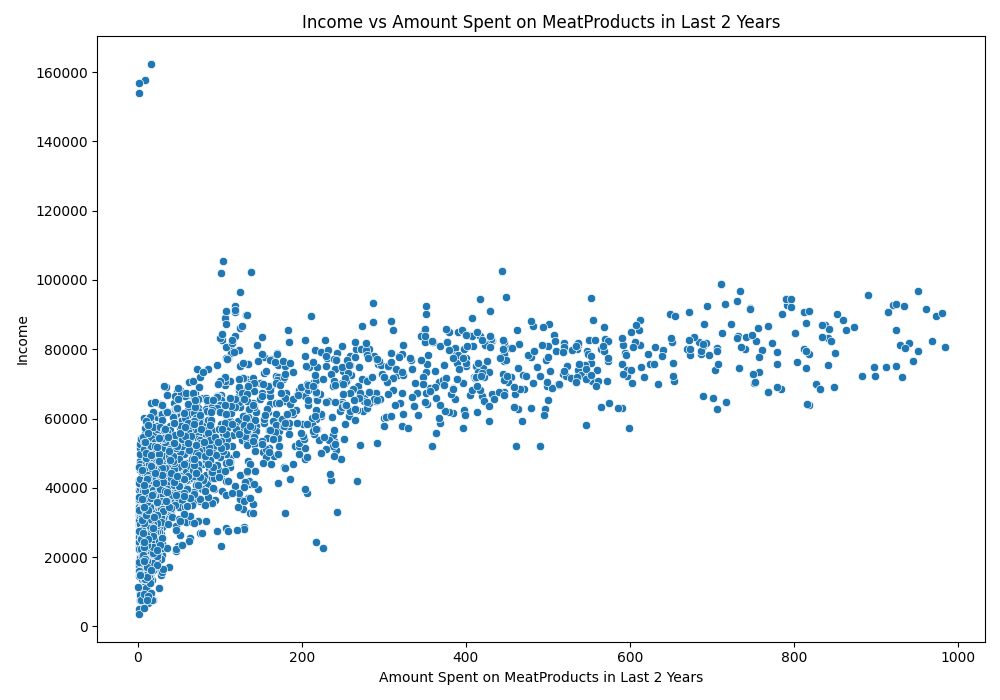 Income vs Amount Spent on MeatProducts in Last 2 Years
160000
140000
120000
100000
80000
60000
40000
20000
0
Income
0 200 400 600 800 1000
Amount Spent on MeatProducts in Last 2 Years